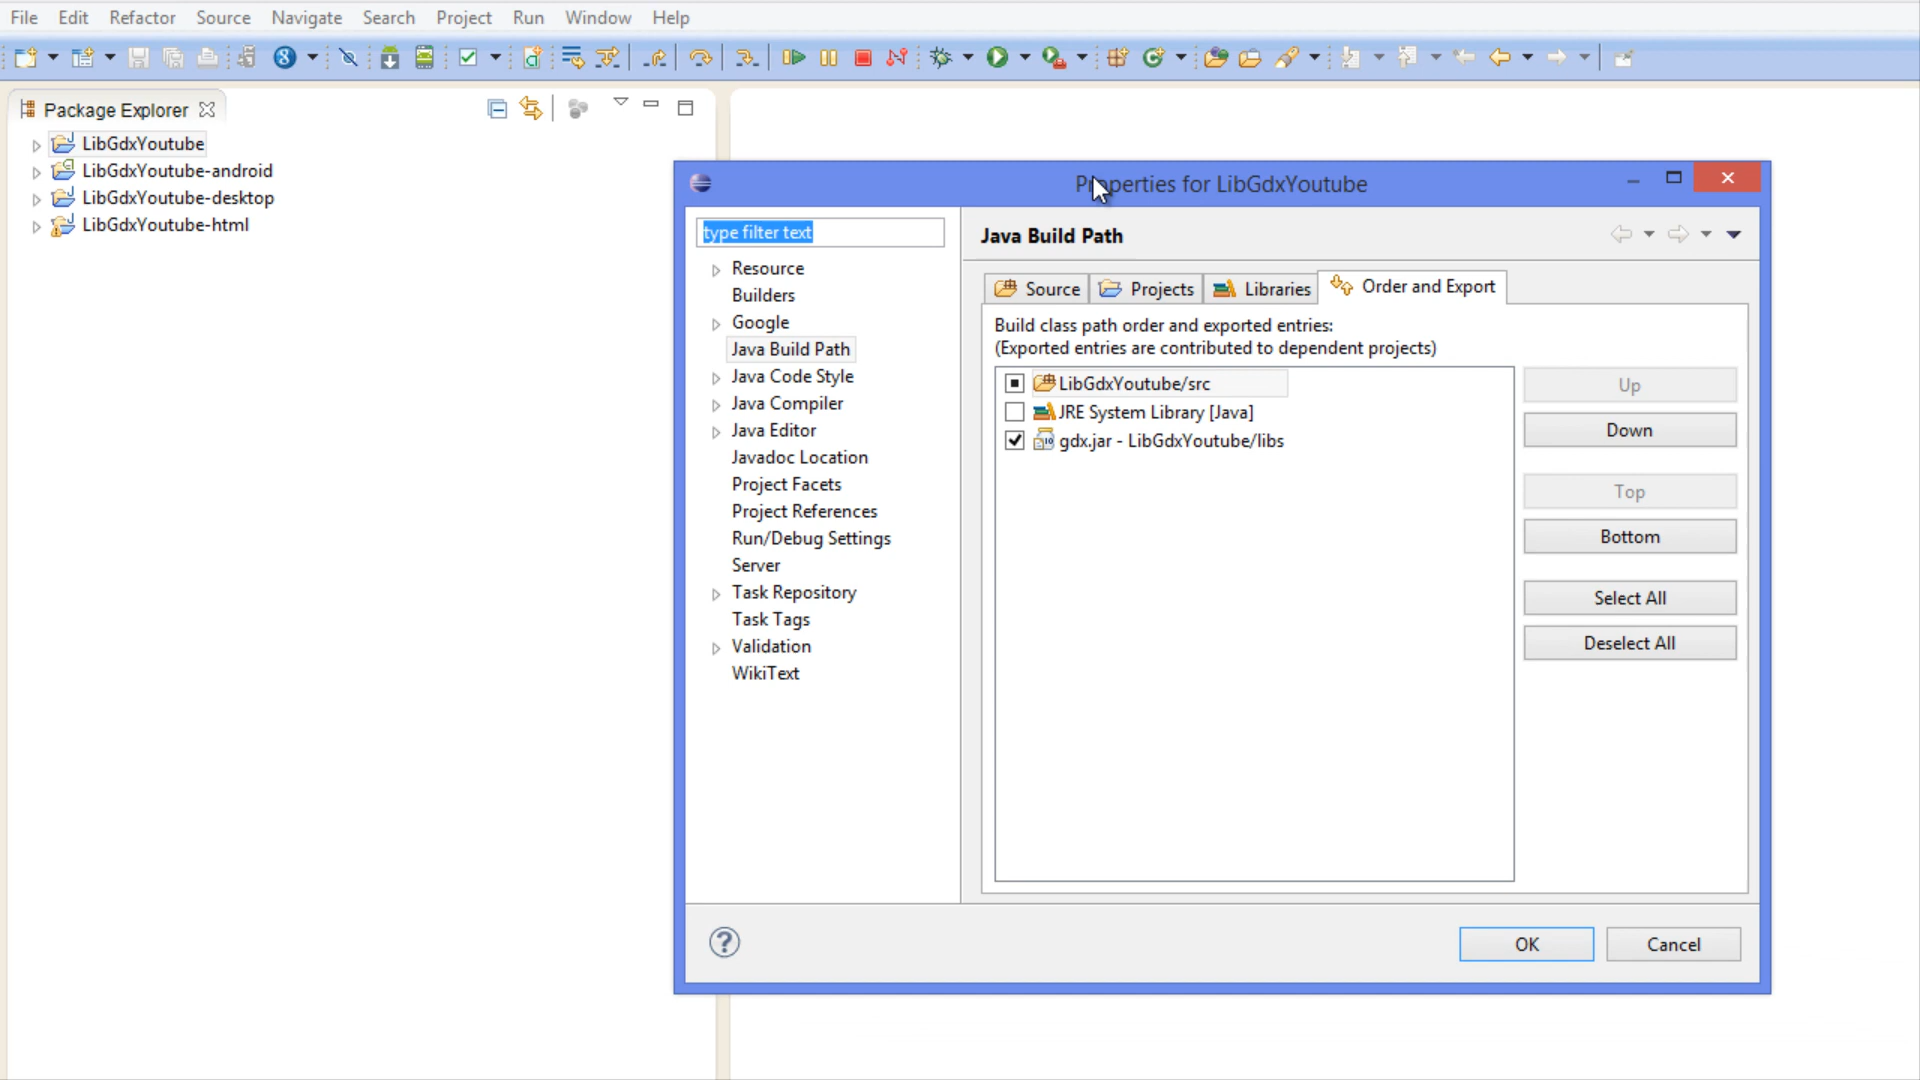 File Edit Refactor Source Navigate Search Project Run Window Help
Package Explorer
LibGdxYoutube
LibGdxYoutube-android
LibGdxYoutube-desktop
LibGdxYoutube-html
Properties for LibGdxYoutube
type filter text
Resource
Builders
Google
Java Build Path
Java Code Style
Java Compiler
Java Editor
Javadoc Location
Project Facets
Project References
Run/Debug Settings
Server
Task Repository
Task Tags
Validation
WikiText
Java Build Path
Source Projects Libraries Order and Export
Build class path order and exported entries:
(Exported entries are contributed to dependent projects)
LibGdxYoutube/src
JRE System Library [Java]
gdx.jar - LibGdxYoutube/libs
Up
Down
Top
Bottom
Select All
Deselect All
OK Cancel